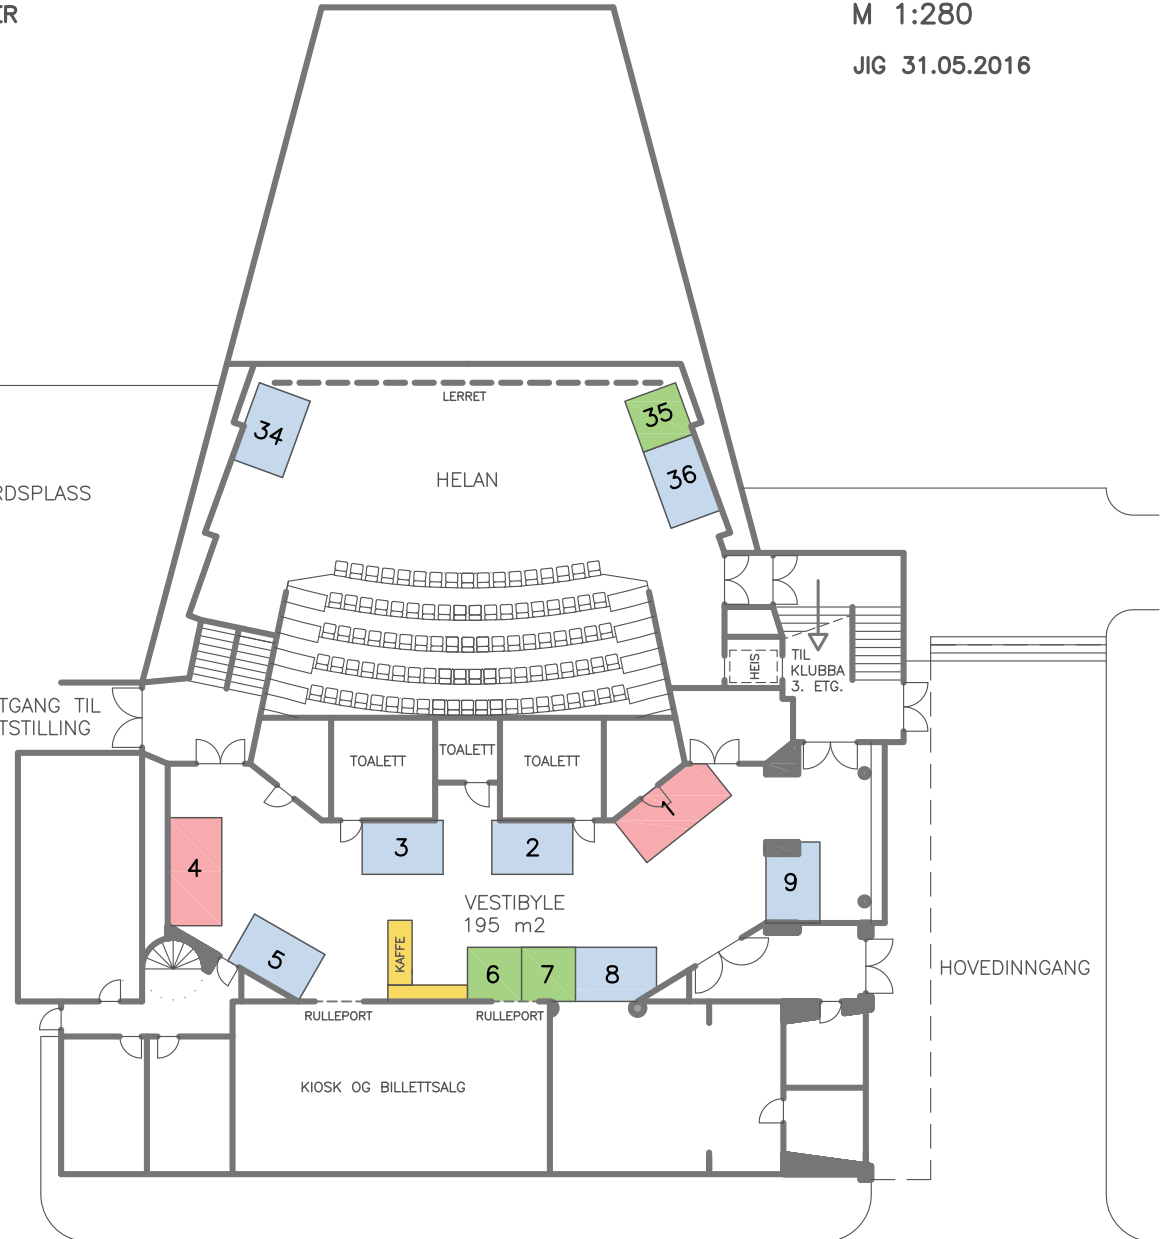 ER
M 1:280
JIG 31.05.2016
LERRET
34
35
36
HELAN
RDSPLASS
HEIS
TIL
KLUBBA
3. ETG.
TGANG TIL
TSTILLING
TOALETT
TOALETT
TOALETT
1
3
2
4
9
VESTIBYLE
195 m2
KAFFE
5
6
7
8
HOVEDINNGANG
RULLEPORT
RULLEPORT
KIOSK OG BILLETTSALG